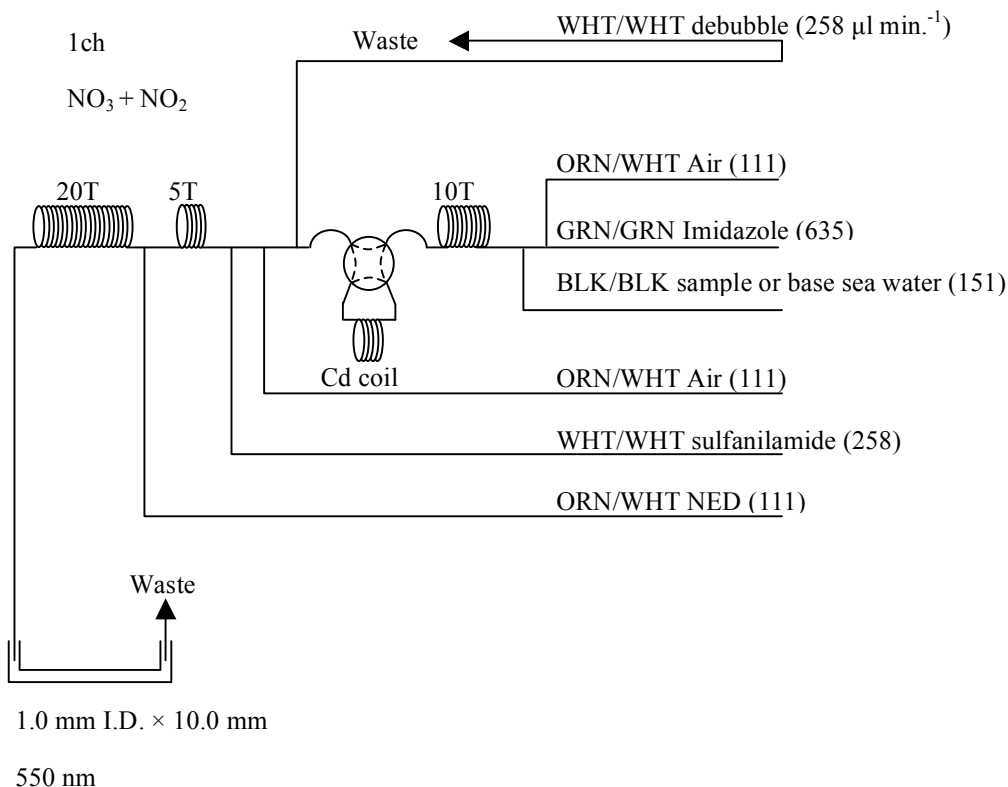 WHT/WHT debubble (258 μl min.⁻¹)
1ch
Waste
NO₃ + NO₂
ORN/WHT Air (111)
20T
5T
10T
GRN/GRN Imidazole (635)
BLK/BLK sample or base sea water (151)
Cd coil
ORN/WHT Air (111)
WHT/WHT sulfanilamide (258)
ORN/WHT NED (111)
Waste
1.0 mm I.D. × 10.0 mm
550 nm